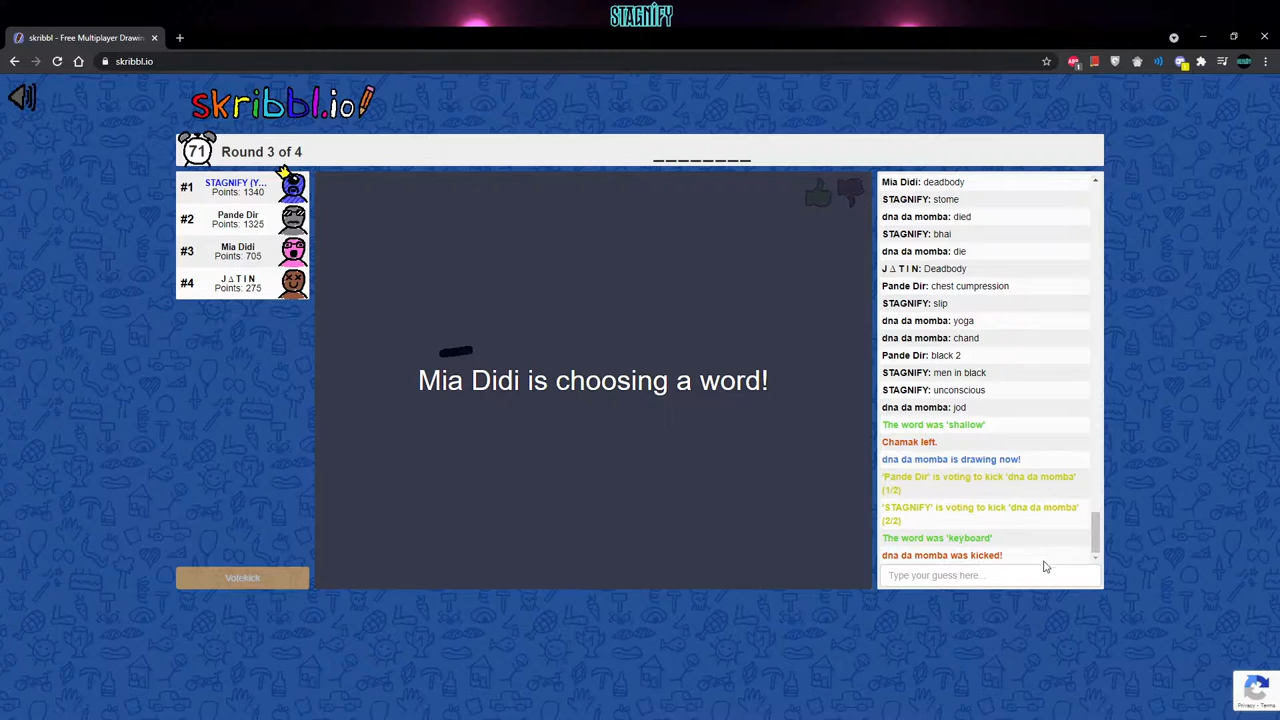 STAGNIFY
skribbl - Free Multiplayer Drawin
skribbl.io
skribbl.io
71
Round 3 of 4
________
#1 STAGNIFY (Y...
Points: 1340
#2 Pande Dir
Points: 1325
#3 Mia Didi
Points: 705
#4 J Δ T I N
Points: 275
Votekick
Mia Didi is choosing a word!
Mia Didi: deadbody
STAGNIFY: stome
dna da momba: died
STAGNIFY: bhai
dna da momba: die
J Δ T I N: Deadbody
Pande Dir: chest cumpression
STAGNIFY: slip
dna da momba: yoga
dna da momba: chand
Pande Dir: black 2
STAGNIFY: men in black
STAGNIFY: unconscious
dna da momba: jod
The word was 'shallow'
Chamak left.
dna da momba is drawing now!
'Pande Dir' is voting to kick 'dna da momba'
(1/2)
'STAGNIFY' is voting to kick 'dna da momba'
(2/2)
The word was 'keyboard'
dna da momba was kicked!
Type your guess here...
Privacy - Terms